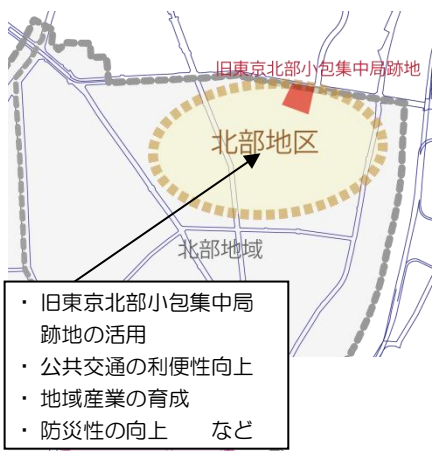 旧東京北部小包集中局跡地
北部地区
北部地域
・ 旧東京北部小包集中局
跡地の活用
・ 公共交通の利便性向上
・ 地域産業の育成
・ 防災性の向上　　など